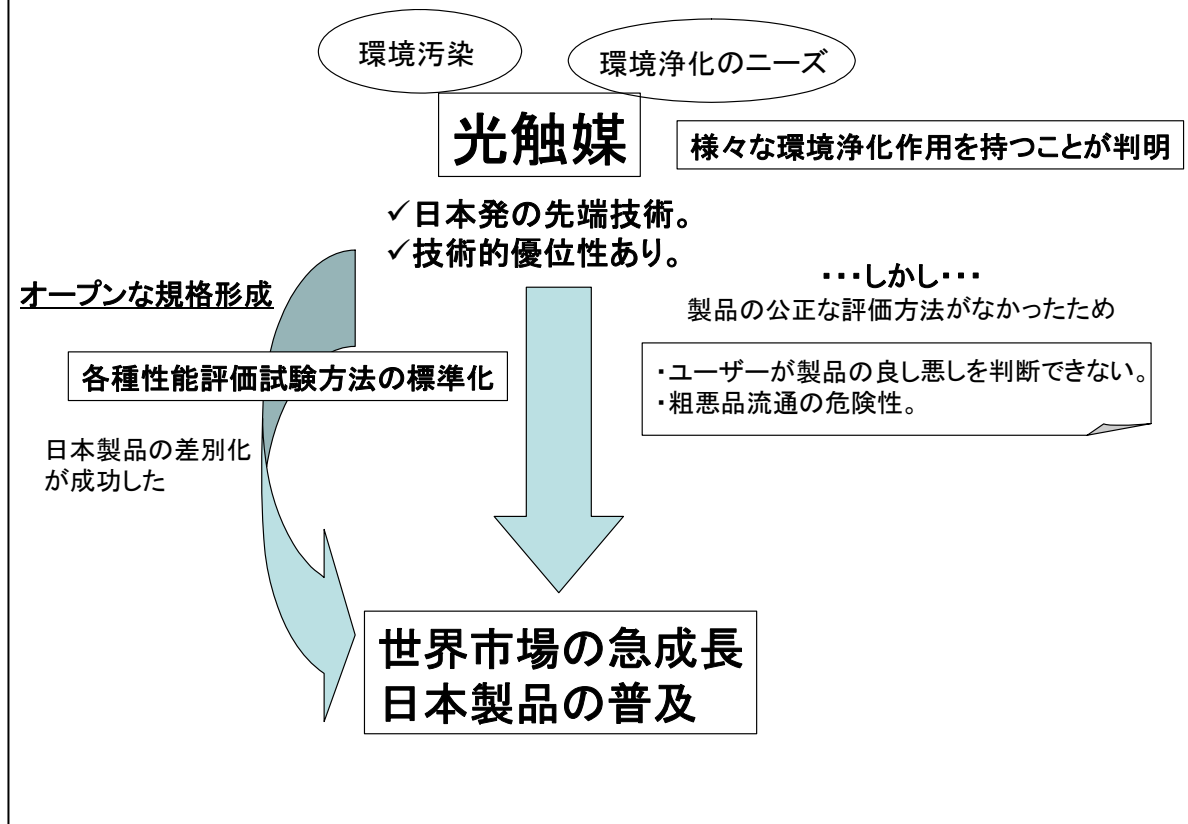 環境汚染
環境浄化のニーズ
光触媒
様々な環境浄化作用を持つことが判明
✓日本発の先端技術。
✓技術的優位性あり。
・・・しかし・・・
製品の公正な評価方法がなかったため
・ユーザーが製品の良し悪しを判断できない。
・粗悪品流通の危険性。
オープンな規格形成
各種性能評価試験方法の標準化
日本製品の差別化
が成功した
世界市場の急成長
日本製品の普及